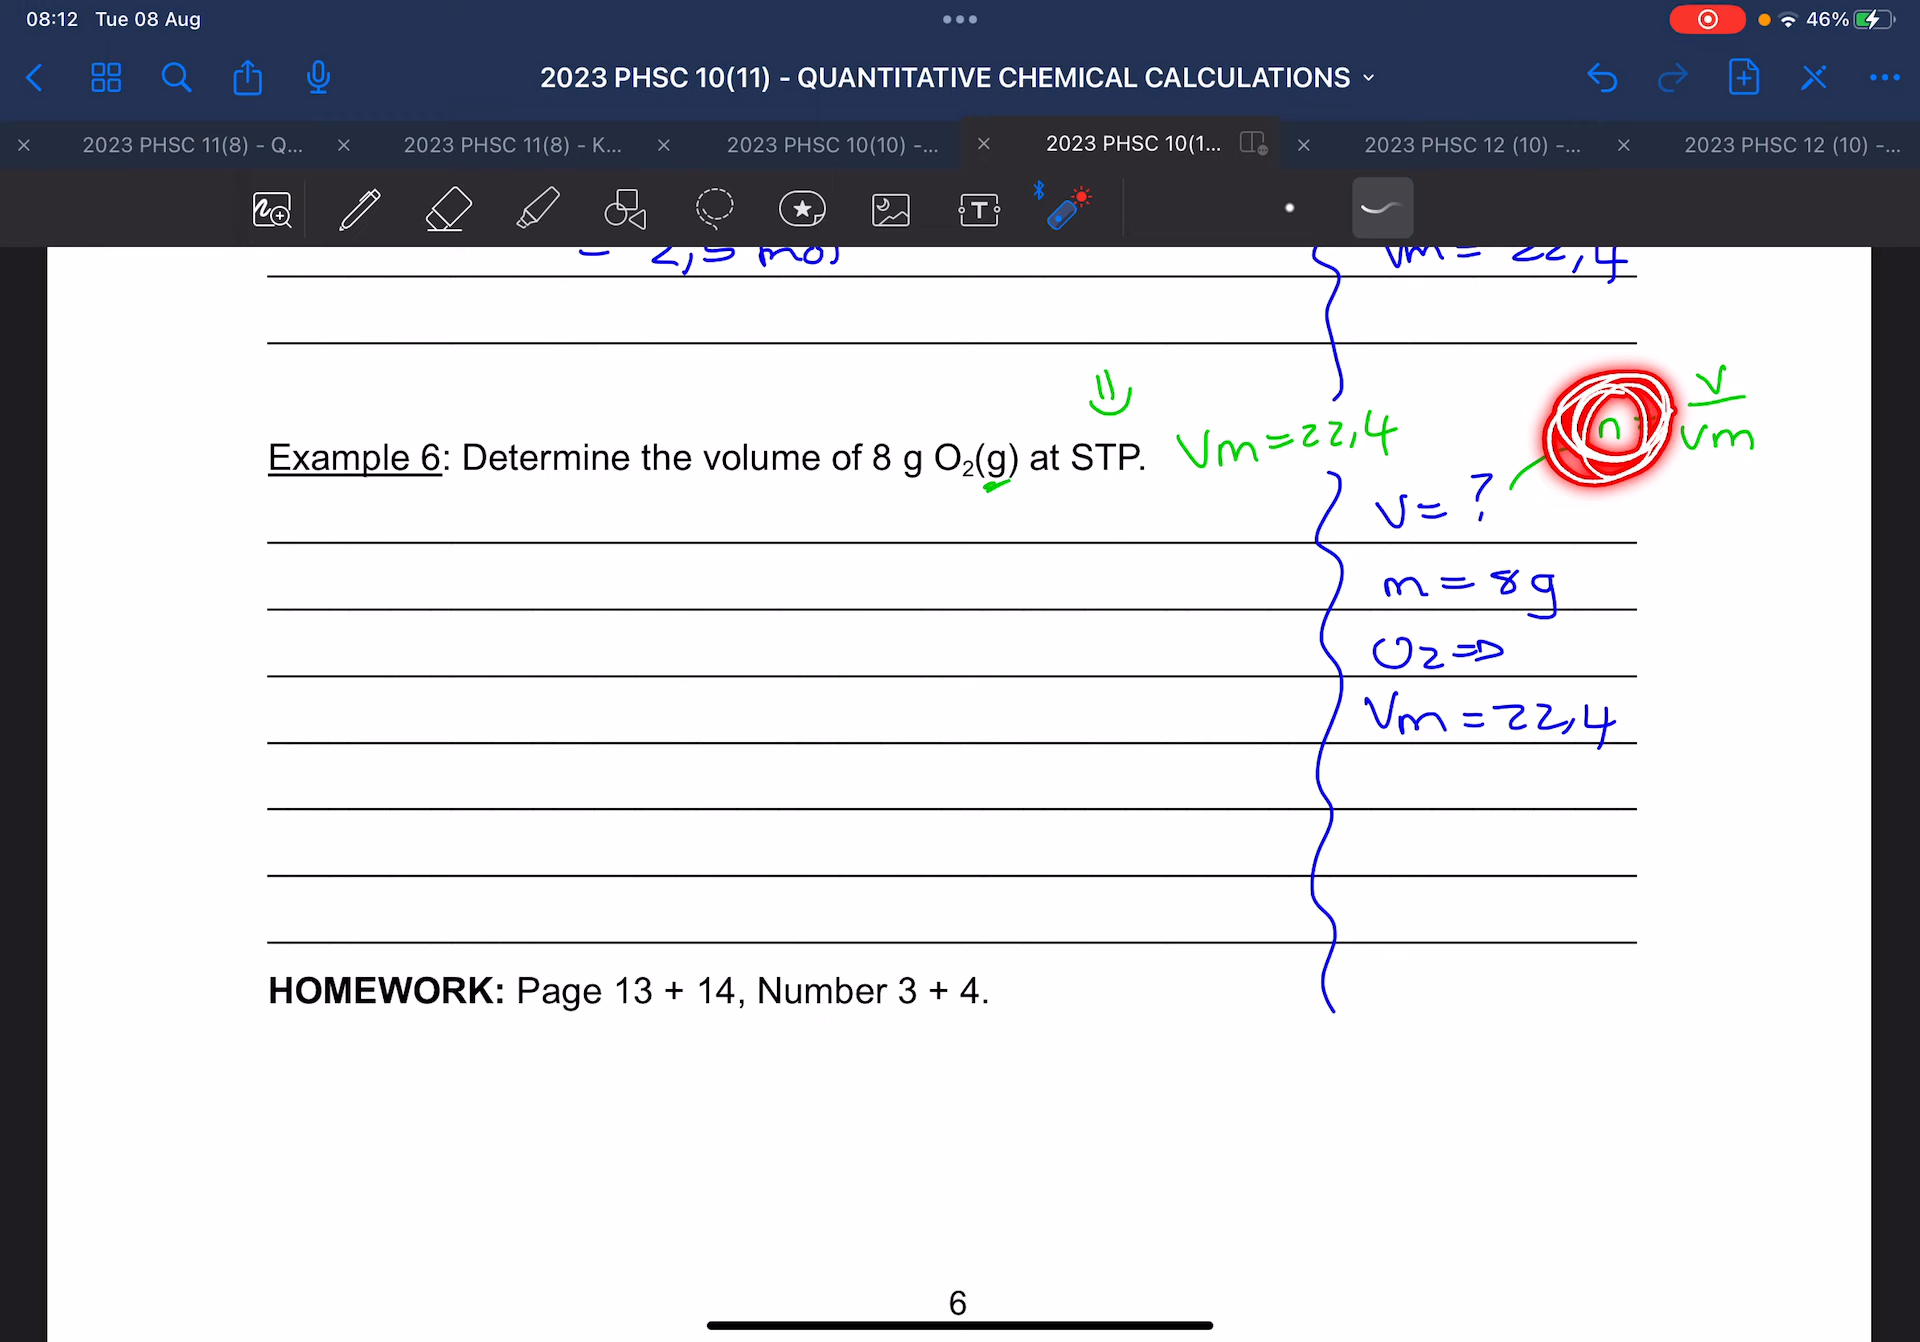 08:12 Tue 08 Aug
46%
2023 PHSC 10(11) - QUANTITATIVE CHEMICAL CALCULATIONS
2023 PHSC 11(8) - Q...
2023 PHSC 11(8) - K...
2023 PHSC 10(10) -...
2023 PHSC 10(1...
2023 PHSC 12 (10) -...
2023 PHSC 12 (10) -...
= 2,5 mol
Vm = 22,4
Example 6: Determine the volume of 8 g O₂(g) at STP.
Vm = 22,4
n = V/Vm
V = ?
m = 8g
O₂ ⇒
Vm = 22,4
HOMEWORK: Page 13 + 14, Number 3 + 4.
6